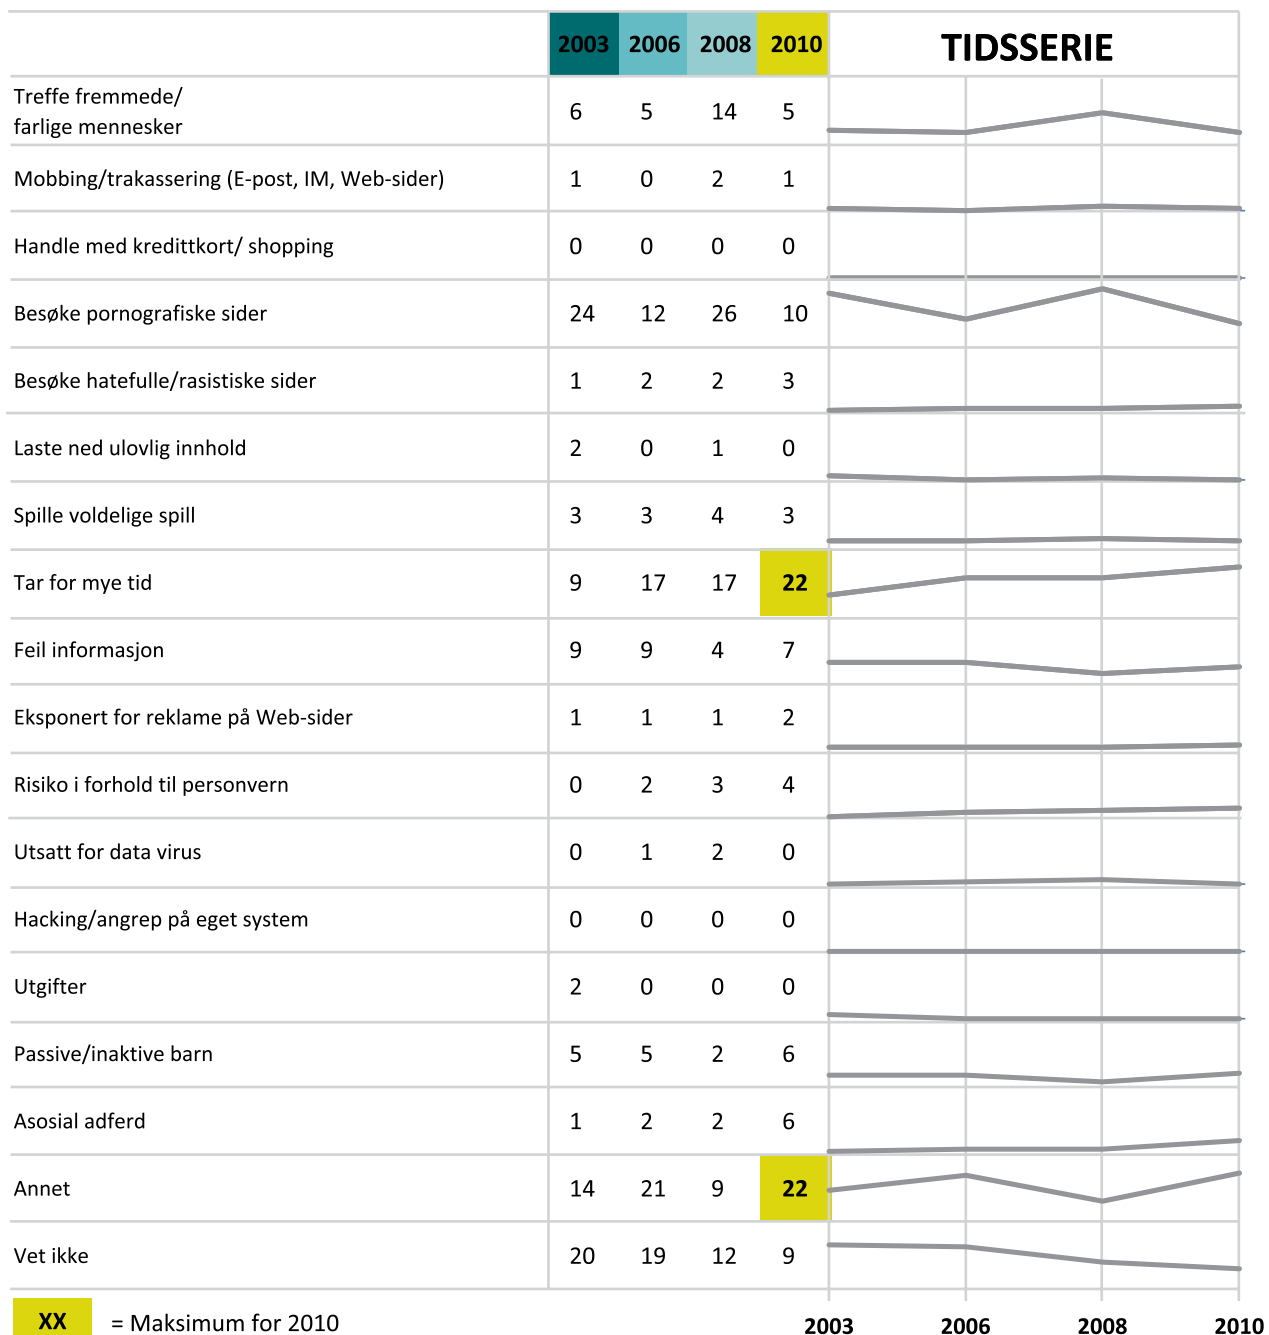 2003 2006 2008 2010 TIDSSERIE
Treffe fremmede/
farlige mennesker 6 5 14 5
Mobbing/trakassering (E-post, IM, Web-sider) 1 0 2 1
Handle med kredittkort/ shopping 0 0 0 0
Besøke pornografiske sider 24 12 26 10
Besøke hatefulle/rasistiske sider 1 2 2 3
Laste ned ulovlig innhold 2 0 1 0
Spille voldelige spill 3 3 4 3
Tar for mye tid 9 17 17 22
Feil informasjon 9 9 4 7
Eksponert for reklame på Web-sider 1 1 1 2
Risiko i forhold til personvern 0 2 3 4
Utsatt for data virus 0 1 2 0
Hacking/angrep på eget system 0 0 0 0
Utgifter 2 0 0 0
Passive/inaktive barn 5 5 2 6
Asosial adferd 1 2 2 6
Annet 14 21 9 22
Vet ikke 20 19 12 9
XX = Maksimum for 2010
2003 2006 2008 2010